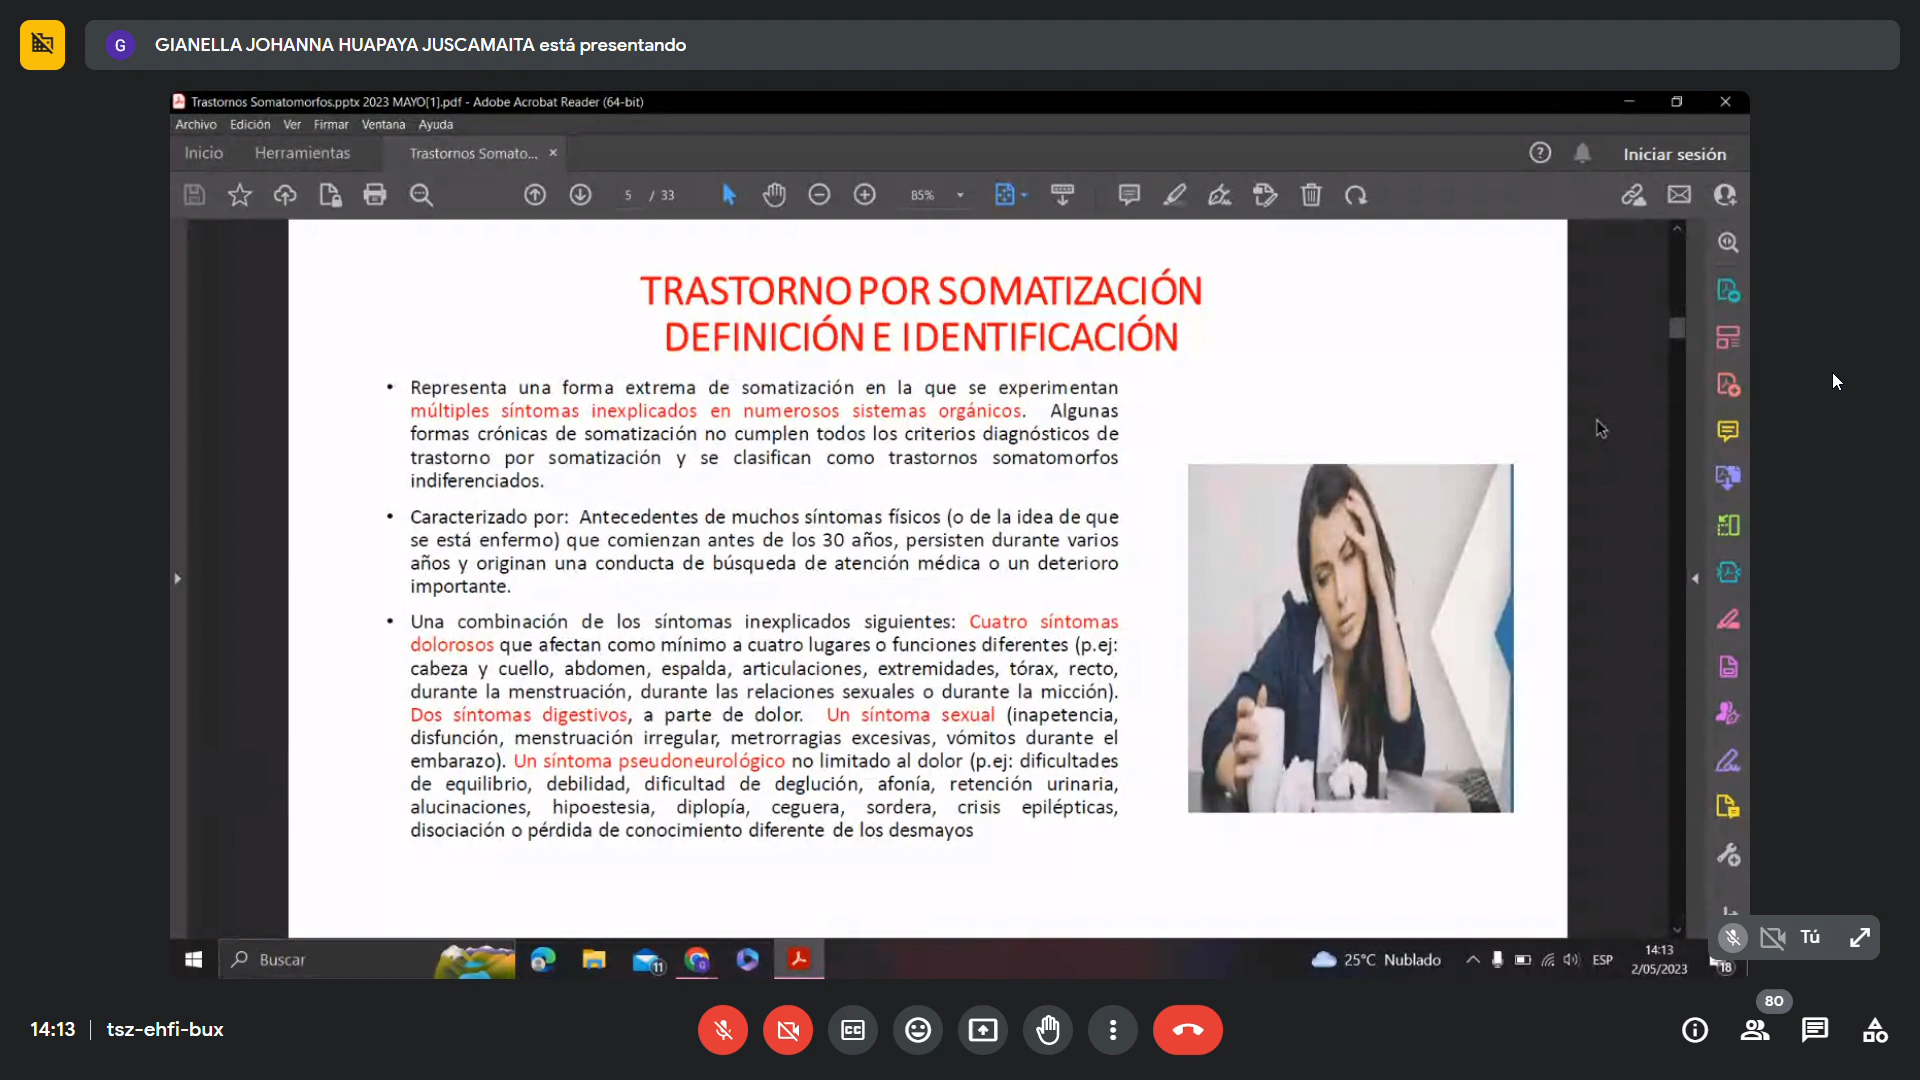 G GIANELLA JOHANNA HUAPAYA JUSCAMAITA está presentando
Trastornos Somatomorfos.pptx 2023 MAYO[1].pdf - Adobe Acrobat Reader (64-bit)
Archivo Edición Ver Firmar Ventana Ayuda
Inicio Herramientas Trastornos Somato... × Iniciar sesión
5 / 33 85%
TRASTORNO POR SOMATIZACIÓN
DEFINICIÓN E IDENTIFICACIÓN
• Representa una forma extrema de somatización en la que se experimentan
múltiples síntomas inexplicados en numerosos sistemas orgánicos. Algunas
formas crónicas de somatización no cumplen todos los criterios diagnósticos de
trastorno por somatización y se clasifican como trastornos somatomorfos
indiferenciados.
• Caracterizado por: Antecedentes de muchos síntomas físicos (o de la idea de que
se está enfermo) que comienzan antes de los 30 años, persisten durante varios
años y originan una conducta de búsqueda de atención médica o un deterioro
importante.
• Una combinación de los síntomas inexplicados siguientes: Cuatro síntomas
dolorosos que afectan como mínimo a cuatro lugares o funciones diferentes (p.ej:
cabeza y cuello, abdomen, espalda, articulaciones, extremidades, tórax, recto,
durante la menstruación, durante las relaciones sexuales o durante la micción).
Dos síntomas digestivos, a parte de dolor. Un síntoma sexual (inapetencia,
disfunción, menstruación irregular, metrorragias excesivas, vómitos durante el
embarazo). Un síntoma pseudoneurológico no limitado al dolor (p.ej: dificultades
de equilibrio, debilidad, dificultad de deglución, afonía, retención urinaria,
alucinaciones, hipoestesia, diplopía, ceguera, sordera, crisis epilépticas,
disociación o pérdida de conocimiento diferente de los desmayos
Tú
Buscar 11 25°C Nublado ESP 14:13
2/05/2023 18
80
14:13 | tsz-ehfi-bux CC